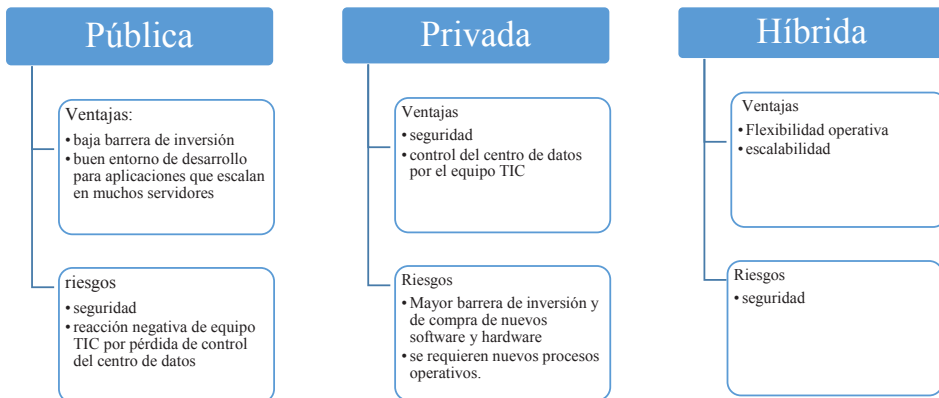 Pública
Ventajas:
• baja barrera de inversión
• buen entorno de desarrollo
para aplicaciones que escalan
en muchos servidores
riesgos
• seguridad
• reacción negativa de equipo
TIC por pérdida de control
del centro de datos
Privada
Ventajas
• seguridad
• control del centro de datos
por el equipo TIC
Riesgos
• Mayor barrera de inversión y
de compra de nuevos
software y hardware
• se requieren nuevos procesos
operativos.
Híbrida
Ventajas
• Flexibilidad operativa
• escalabilidad
Riesgos
• seguridad